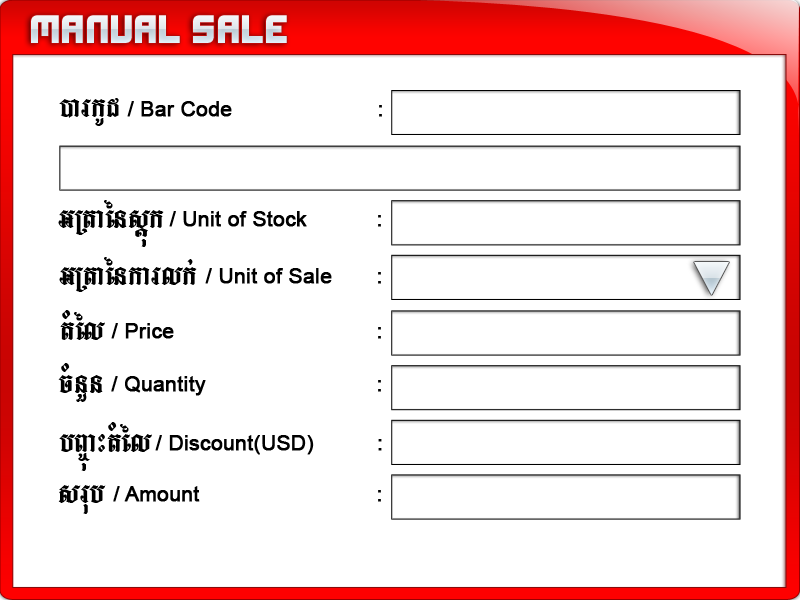 MANUAL SALE
បារកូដ / Bar Code :
អត្រានៃស្តុក / Unit of Stock :
អត្រានៃការលក់ / Unit of Sale :
តំលៃ / Price :
ចំនួន / Quantity :
បញ្ចុះតំលៃ / Discount(USD) :
សរុប / Amount :